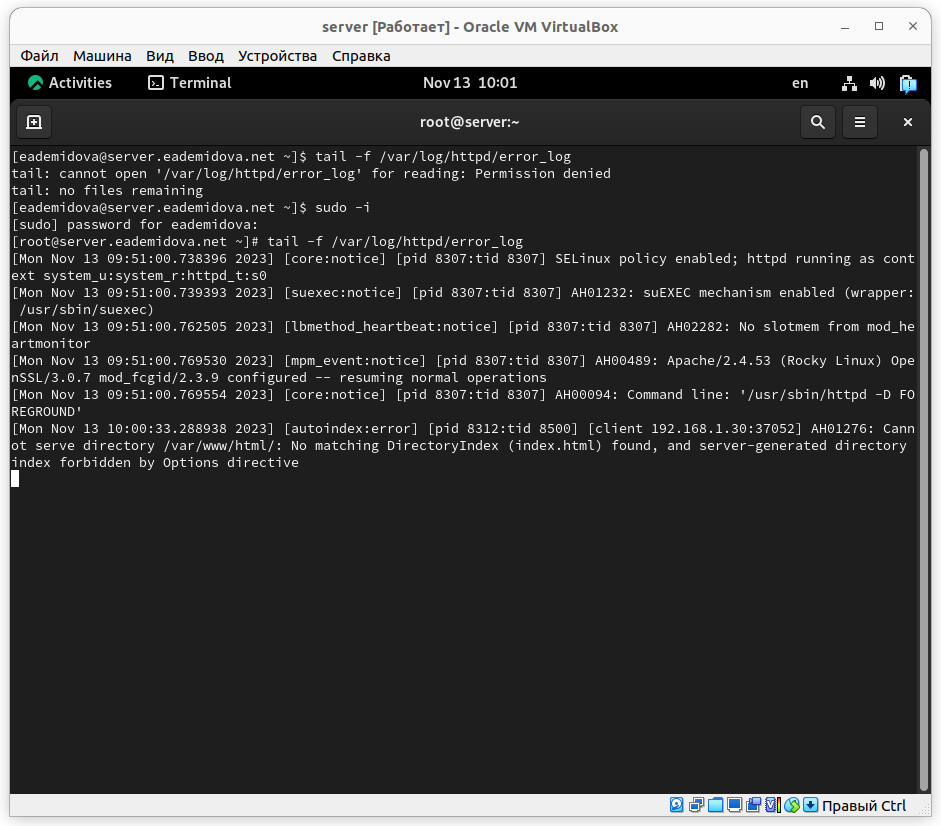 server [Работает] - Oracle VM VirtualBox
Файл Машина Вид Ввод Устройства Справка
Activities Terminal Nov 13 10:01 en
root@server:~
[eademidova@server.eademidova.net ~]$ tail -f /var/log/httpd/error_log
tail: cannot open '/var/log/httpd/error_log' for reading: Permission denied
tail: no files remaining
[eademidova@server.eademidova.net ~]$ sudo -i
[sudo] password for eademidova:
[root@server.eademidova.net ~]# tail -f /var/log/httpd/error_log
[Mon Nov 13 09:51:00.738396 2023] [core:notice] [pid 8307:tid 8307] SELinux policy enabled; httpd running as cont
ext system_u:system_r:httpd_t:s0
[Mon Nov 13 09:51:00.739393 2023] [suexec:notice] [pid 8307:tid 8307] AH01232: suEXEC mechanism enabled (wrapper:
/usr/sbin/suexec)
[Mon Nov 13 09:51:00.762505 2023] [lbmethod_heartbeat:notice] [pid 8307:tid 8307] AH02282: No slotmem from mod_he
artmonitor
[Mon Nov 13 09:51:00.769530 2023] [mpm_event:notice] [pid 8307:tid 8307] AH00489: Apache/2.4.53 (Rocky Linux) Ope
nSSL/3.0.7 mod_fcgid/2.3.9 configured -- resuming normal operations
[Mon Nov 13 09:51:00.769554 2023] [core:notice] [pid 8307:tid 8307] AH00094: Command line: '/usr/sbin/httpd -D FO
REGROUND'
[Mon Nov 13 10:00:33.288938 2023] [autoindex:error] [pid 8312:tid 8500] [client 192.168.1.30:37052] AH01276: Cann
ot serve directory /var/www/html/: No matching DirectoryIndex (index.html) found, and server-generated directory
index forbidden by Options directive
Правый Ctrl